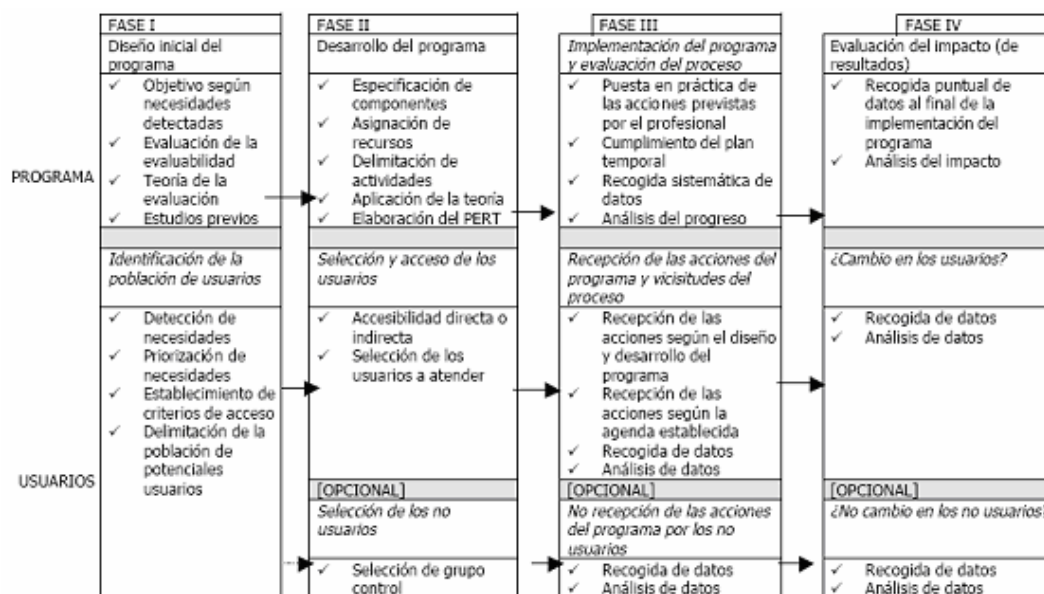 FASE I
Diseño inicial del
programa
✓ Objetivo según
necesidades
detectadas
✓ Evaluación de la
evaluabilidad
✓ Teoría de la
evaluación
✓ Estudios previos
FASE II
Desarrollo del programa
✓ Especificación de
componentes
✓ Asignación de
recursos
✓ Delimitación de
actividades
✓ Aplicación de la teoría
✓ Elaboración del PERT
FASE III
Implementación del programa
y evaluación del proceso
✓ Puesta en práctica de
las acciones previstas
por el profesional
✓ Cumplimiento del plan
temporal
✓ Recogida sistemática de
datos
✓ Análisis del progreso
FASE IV
Evaluación del impacto (de
resultados)
✓ Recogida puntual de
datos al final de la
implementación del
programa
✓ Análisis del impacto
PROGRAMA
Identificación de la
población de usuarios
✓ Detección de
necesidades
✓ Priorización de
necesidades
✓ Establecimiento de
criterios de acceso
✓ Delimitación de la
población de
potenciales
usuarios
Selección y acceso de los
usuarios
✓ Accesibilidad directa o
indirecta
✓ Selección de los
usuarios a atender
Recepción de las acciones del
programa y vicisitudes del
proceso
✓ Recepción de las
acciones según el diseño
y desarrollo del
programa
✓ Recepción de las
acciones según la
agenda establecida
✓ Recogida de datos
✓ Análisis de datos
¿Cambio en los usuarios?
✓ Recogida de datos
✓ Análisis de datos
USUARIOS
[OPCIONAL]
Selección de los no
usuarios
✓ Selección de grupo
control
[OPCIONAL]
No recepción de las acciones
del programa por los no
usuarios
✓ Recogida de datos
✓ Análisis de datos
[OPCIONAL]
¿No cambio en los no usuarios?
✓ Recogida de datos
✓ Análisis de datos